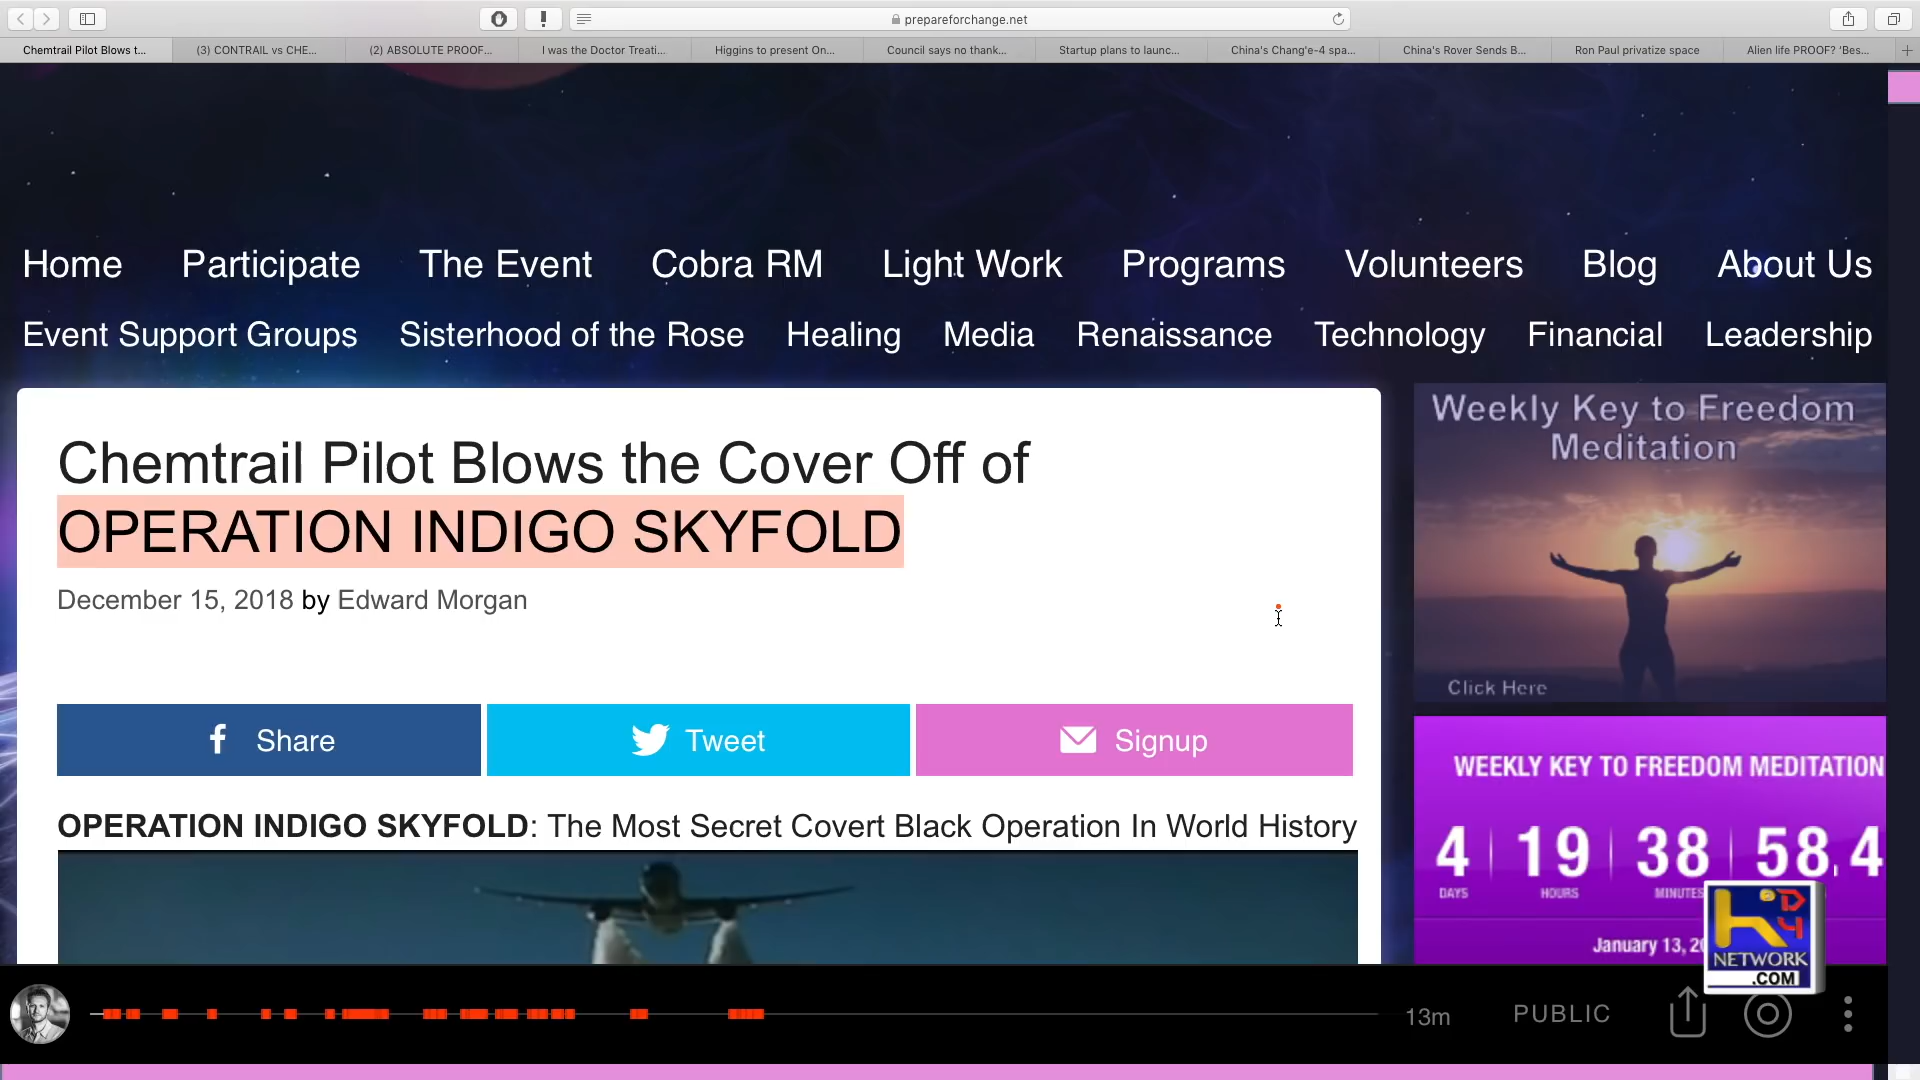 prepareforchange.net
Chemtrail Pilot Blows t...
(3) CONTRAIL vs CHE...
(2) ABSOLUTE PROOF...
I was the Doctor Treati...
Higgins to present On...
Council says no thank...
Startup plans to launc...
China's Chang'e-4 spa...
China's Rover Sends B...
Ron Paul privatize space
Alien life PROOF? 'Bes...
Home Participate The Event Cobra RM Light Work Programs Volunteers Blog About Us
Event Support Groups Sisterhood of the Rose Healing Media Renaissance Technology Financial Leadership
Chemtrail Pilot Blows the Cover Off of
OPERATION INDIGO SKYFOLD
December 15, 2018 by Edward Morgan
Share
Tweet
Signup
OPERATION INDIGO SKYFOLD: The Most Secret Covert Black Operation In World History
Weekly Key to Freedom
Meditation
Click Here
WEEKLY KEY TO FREEDOM MEDITATION
4 19 38 58.4
DAYS HOURS MINUTES
January 13, 20
NETWORK
.COM
13m PUBLIC